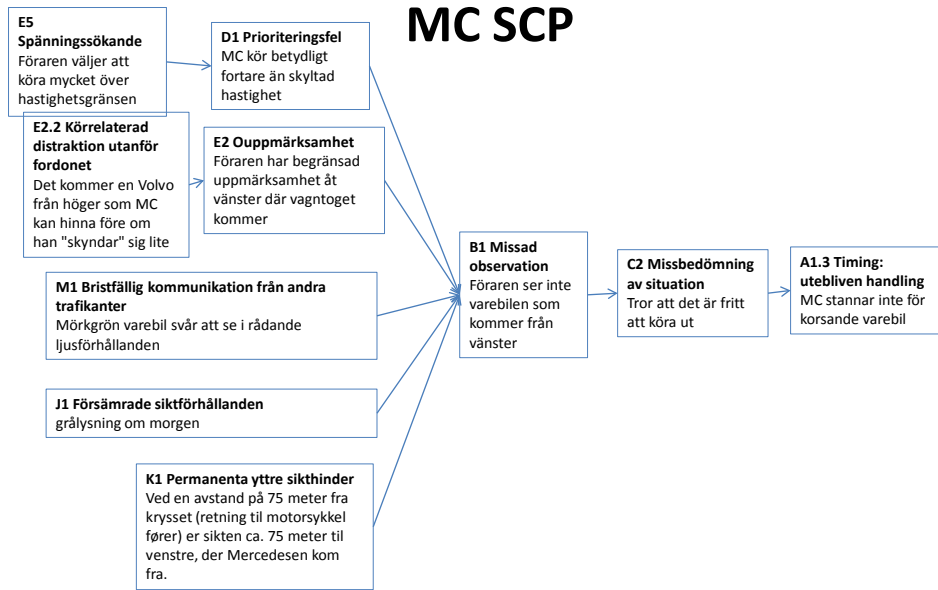 MC SCP
E5
Spänningssökande
Föraren väljer att
köra mycket över
hastighetsgränsen
D1 Prioriteringsfel
MC kör betydligt
fortare än skyltad
hastighet
E2.2 Körrelaterad
distraktion utanför
fordonet
Det kommer en Volvo
från höger som MC
kan hinna före om
han "skyndar" sig lite
E2 Ouppmärksamhet
Föraren har begränsad
uppmärksamhet åt
vänster där vagntoget
kommer
M1 Bristfällig kommunikation från andra
trafikanter
Mörkgrön varebil svår att se i rådande
ljusförhållanden
J1 Försämrade siktförhållanden
grålysning om morgen
K1 Permanenta yttre sikthinder
Ved en avstand på 75 meter fra
krysset (retning til motorsykkel
fører) er sikten ca. 75 meter til
venstre, der Mercedesen kom
fra.
B1 Missad
observation
Föraren ser inte
varebilen som
kommer från
vänster
C2 Missbedömning
av situation
Tror att det är fritt
att köra ut
A1.3 Timing:
utebliven handling
MC stannar inte för
korsande varebil